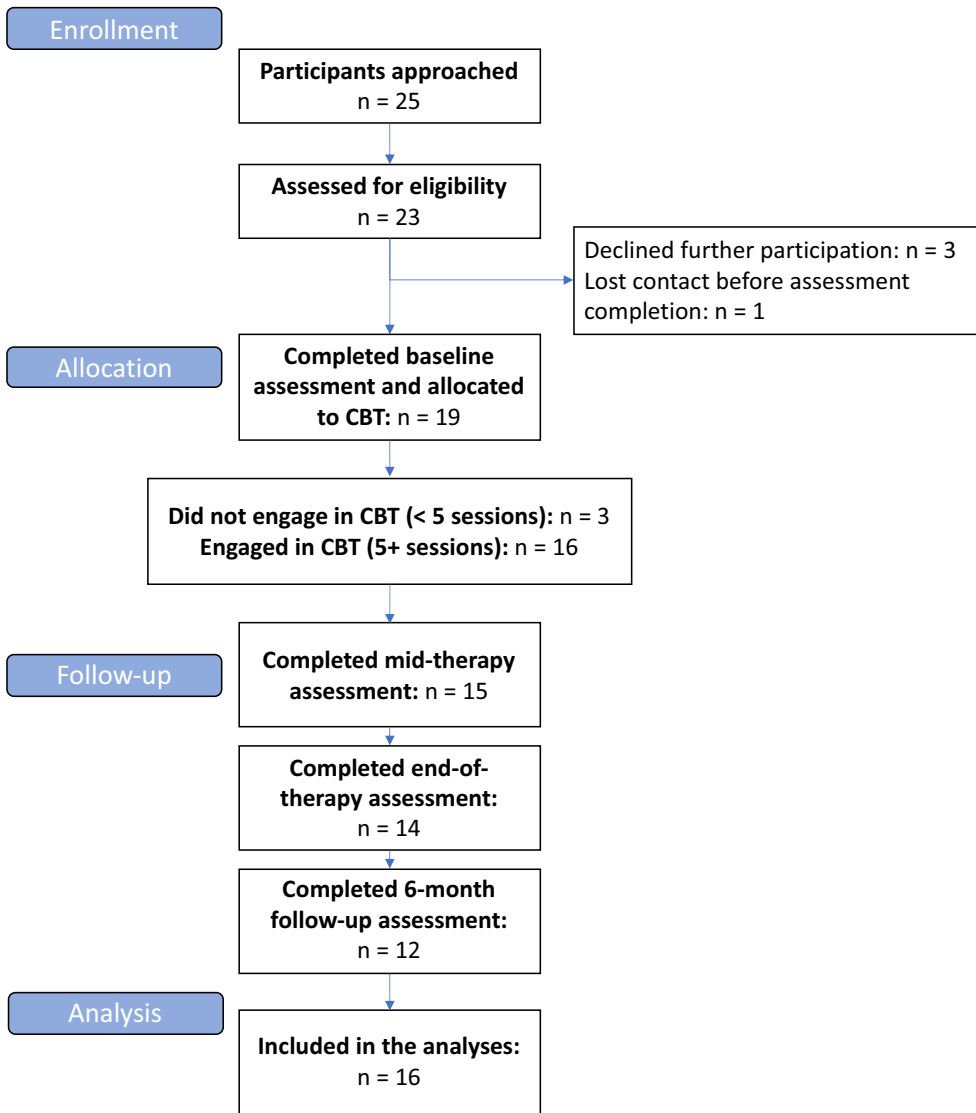 Enrollment
Participants approached
n = 25
Assessed for eligibility
n = 23
Declined further participation: n = 3
Lost contact before assessment
completion: n = 1
Allocation
Completed baseline
assessment and allocated
to CBT: n = 19
Did not engage in CBT (< 5 sessions): n = 3
Engaged in CBT (5+ sessions): n = 16
Follow-up
Completed mid-therapy
assessment: n = 15
Completed end-of-
therapy assessment:
n = 14
Completed 6-month
follow-up assessment:
n = 12
Analysis
Included in the analyses:
n = 16